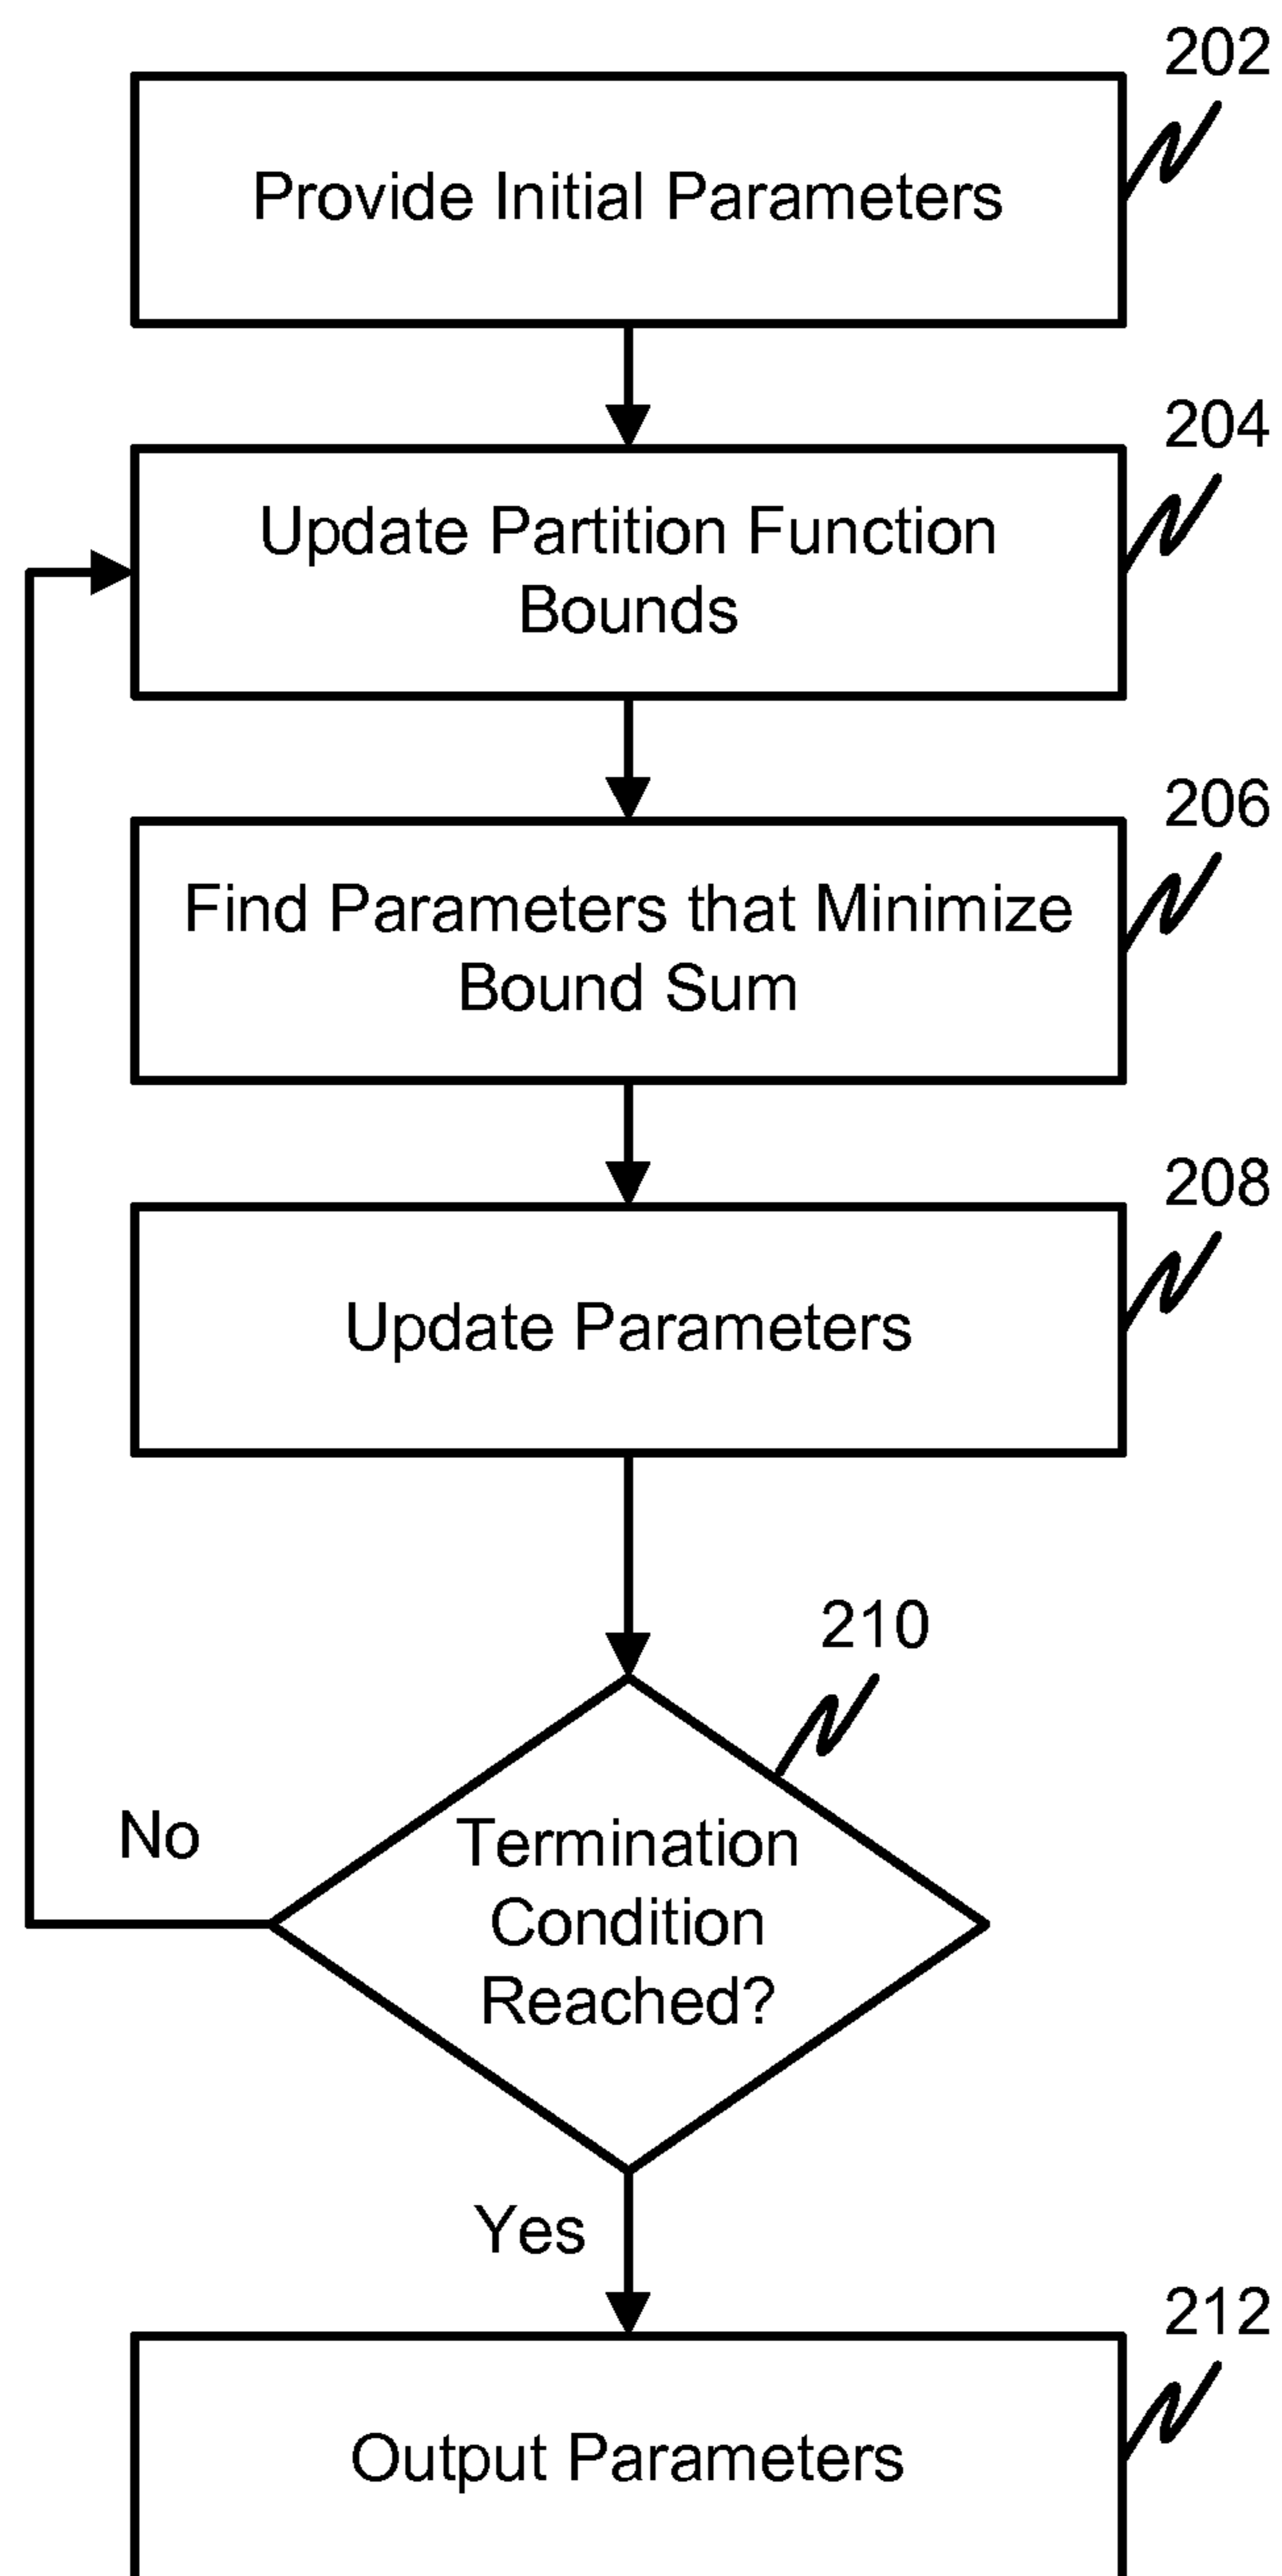 202
Provide Initial Parameters
204
Update Partition Function
Bounds
206
Find Parameters that Minimize
Bound Sum
208
Update Parameters
210
No
Termination
Condition
Reached?
Yes
212
Output Parameters